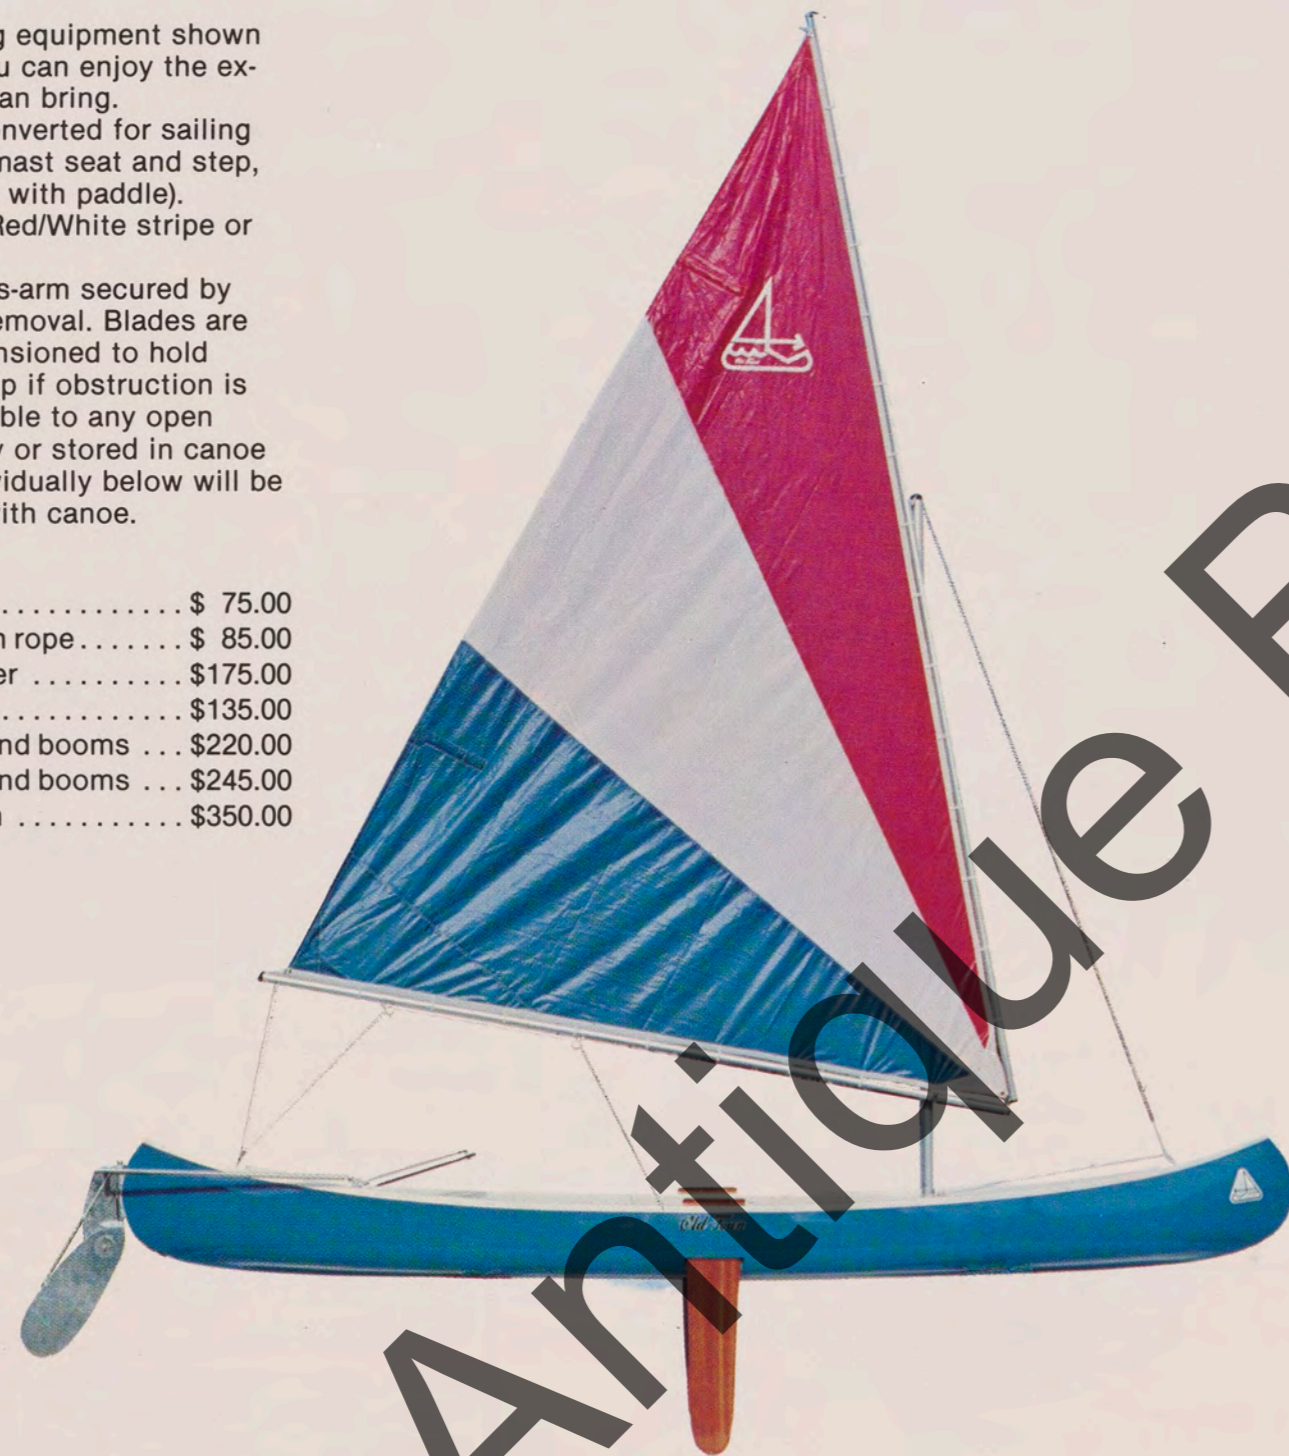 g equipment shown
u can enjoy the ex-
an bring.
nverted for sailing
mast seat and step,
with paddle).
Red/White stripe or
s-arm secured by
emoval. Blades are
nsioned to hold
p if obstruction is
ble to any open
y or stored in canoe
vidually below will be
vith canoe.
............ $ 75.00
n rope....... $ 85.00
er .......... $175.00
............ $135.00
nd booms ... $220.00
nd booms ... $245.00
n ........... $350.00
Old Town
Antique